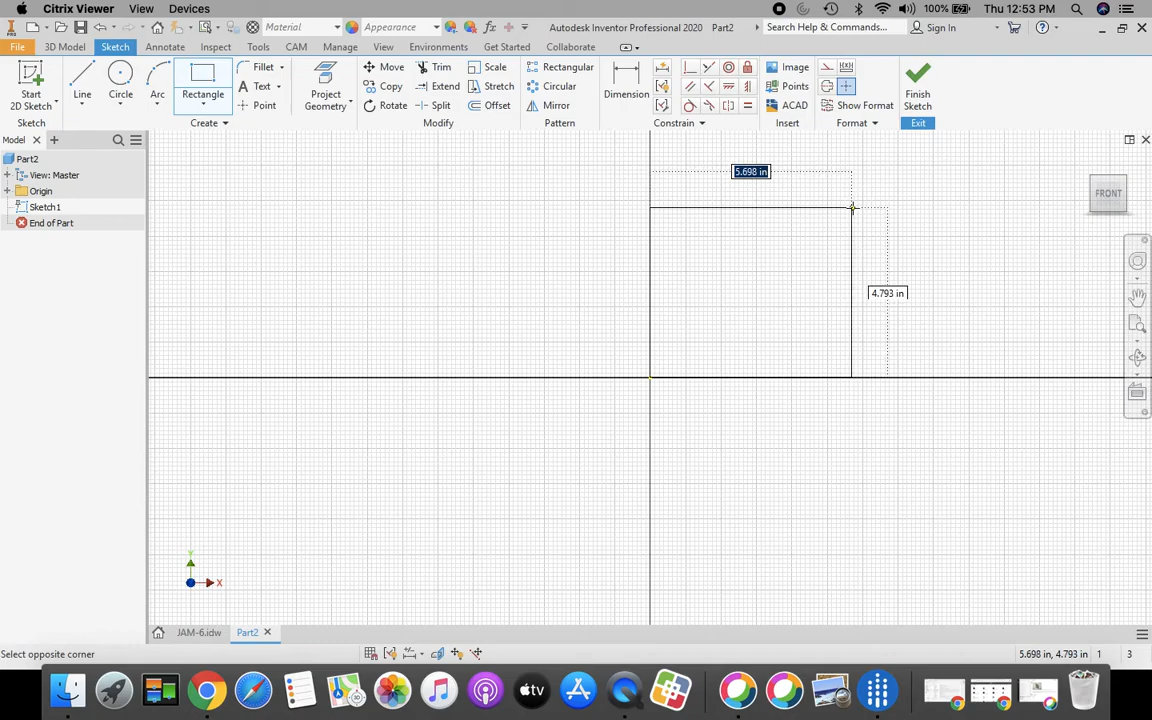 Citrix Viewer View Devices 100% Thu 12:53 PM
PRO Material Appearance Autodesk Inventor Professional 2020 Part2 Search Help & Commands... Sign In
File 3D Model Sketch Annotate Inspect Tools CAM Manage View Environments Get Started Collaborate
Fillet Move Trim Scale Rectangular Image
Start 2D Sketch Line Circle Arc Rectangle Text Project Geometry Copy Extend Stretch Circular Dimension Points Finish Sketch
Point Rotate Split Offset Mirror ACAD Show Format
Sketch Create Modify Pattern Constrain Insert Format Exit
Model
Part2
View: Master
Origin
Sketch1
End of Part
5.698 in
FRONT
4.793 in
Y
X
JAM-6.idw Part2
Select opposite corner 5.698 in, 4.793 in 1 3
tv